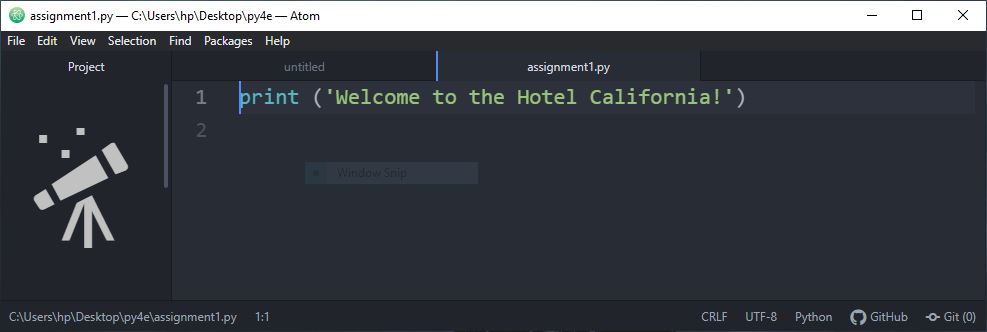 assignment1.py — C:\Users\hp\Desktop\py4e — Atom
File Edit View Selection Find Packages Help
Project
untitled
assignment1.py
1 print ('Welcome to the Hotel California!')
2
Window Snip
C:\Users\hp\Desktop\py4e\assignment1.py 1:1 CRLF UTF-8 Python GitHub Git (0)